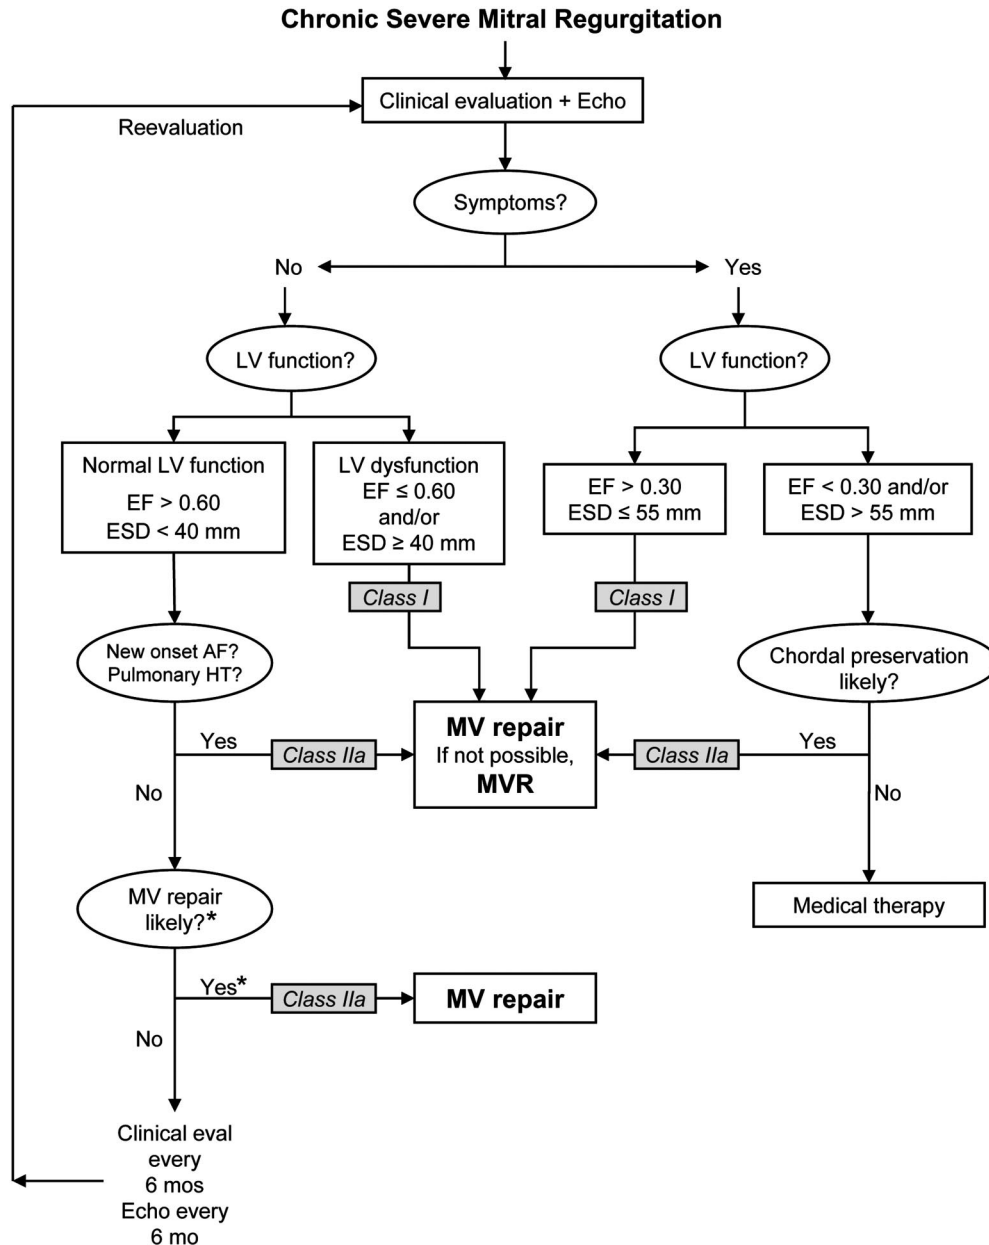 Chronic Severe Mitral Regurgitation
Clinical evaluation + Echo
Reevaluation
Symptoms?
No
Yes
LV function?
LV function?
Normal LV function
EF > 0.60
ESD < 40 mm
LV dysfunction
EF ≤ 0.60
and/or
ESD ≥ 40 mm
EF > 0.30
ESD ≤ 55 mm
EF < 0.30 and/or
ESD > 55 mm
Class I
Class I
New onset AF?
Pulmonary HT?
Chordal preservation
likely?
MV repair
If not possible,
MVR
Yes
Class IIa
Class IIa
Yes
No
No
MV repair
likely?*
Medical therapy
Yes*
Class IIa
MV repair
No
Clinical eval
every
6 mos
Echo every
6 mo